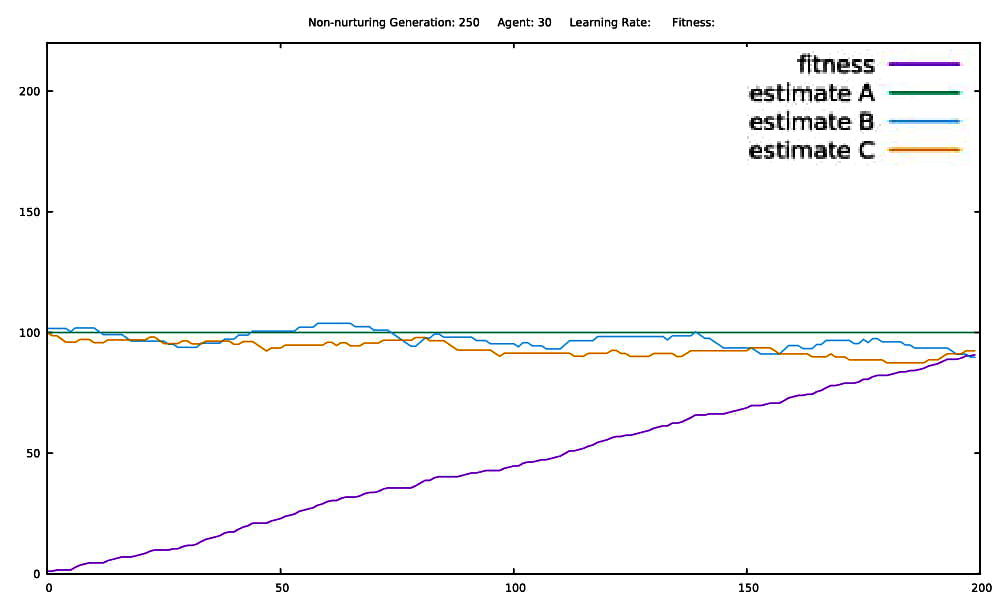 Non-nurturing Generation: 250 Agent: 30 Learning Rate: Fitness:
fitness
estimate A
estimate B
estimate C
200
150
100
50
0
0 50 100 150 200